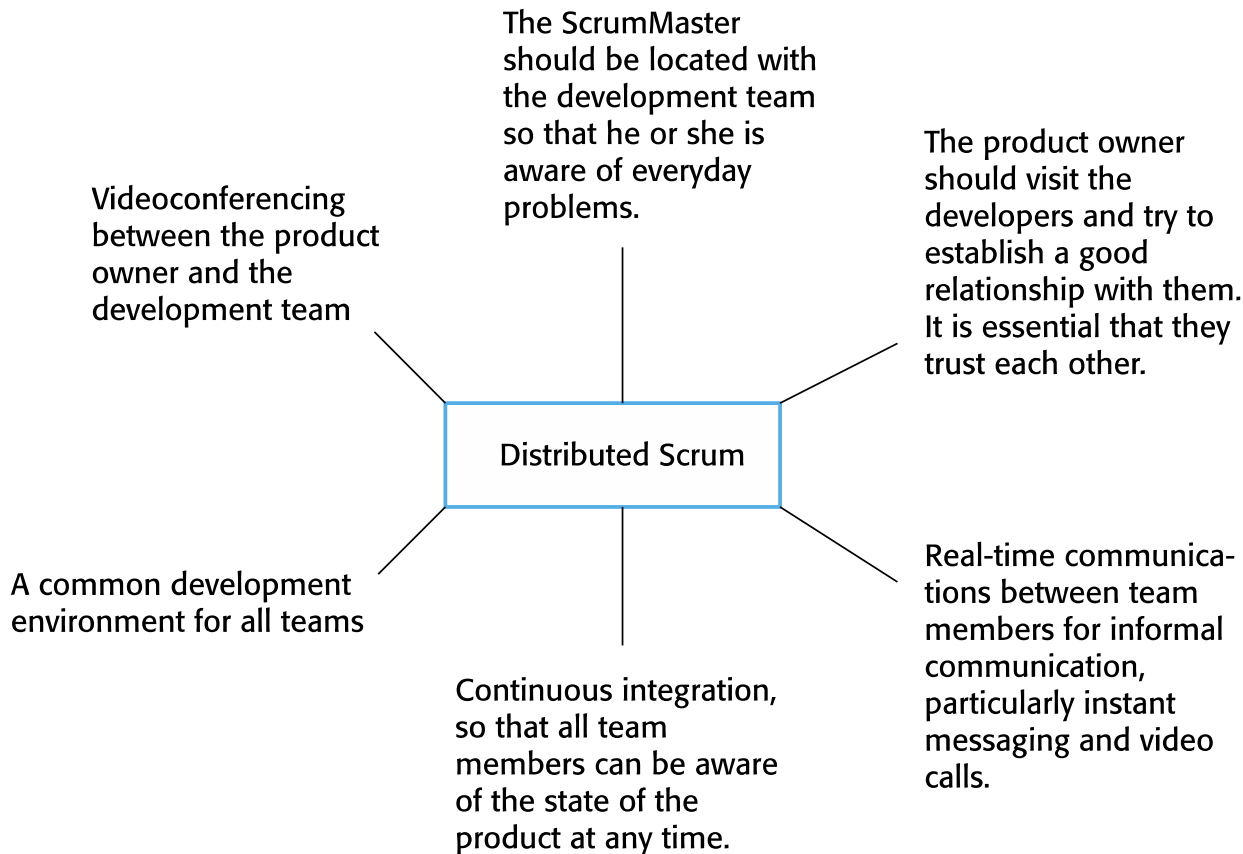 The ScrumMaster
should be located with
the development team
so that he or she is
aware of everyday
problems.
Videoconferencing
between the product
owner and the
development team
The product owner
should visit the
developers and try to
establish a good
relationship with them.
It is essential that they
trust each other.
Distributed Scrum
A common development
environment for all teams
Continuous integration,
so that all team
members can be aware
of the state of the
product at any time.
Real-time communica-
tions between team
members for informal
communication,
particularly instant
messaging and video
calls.